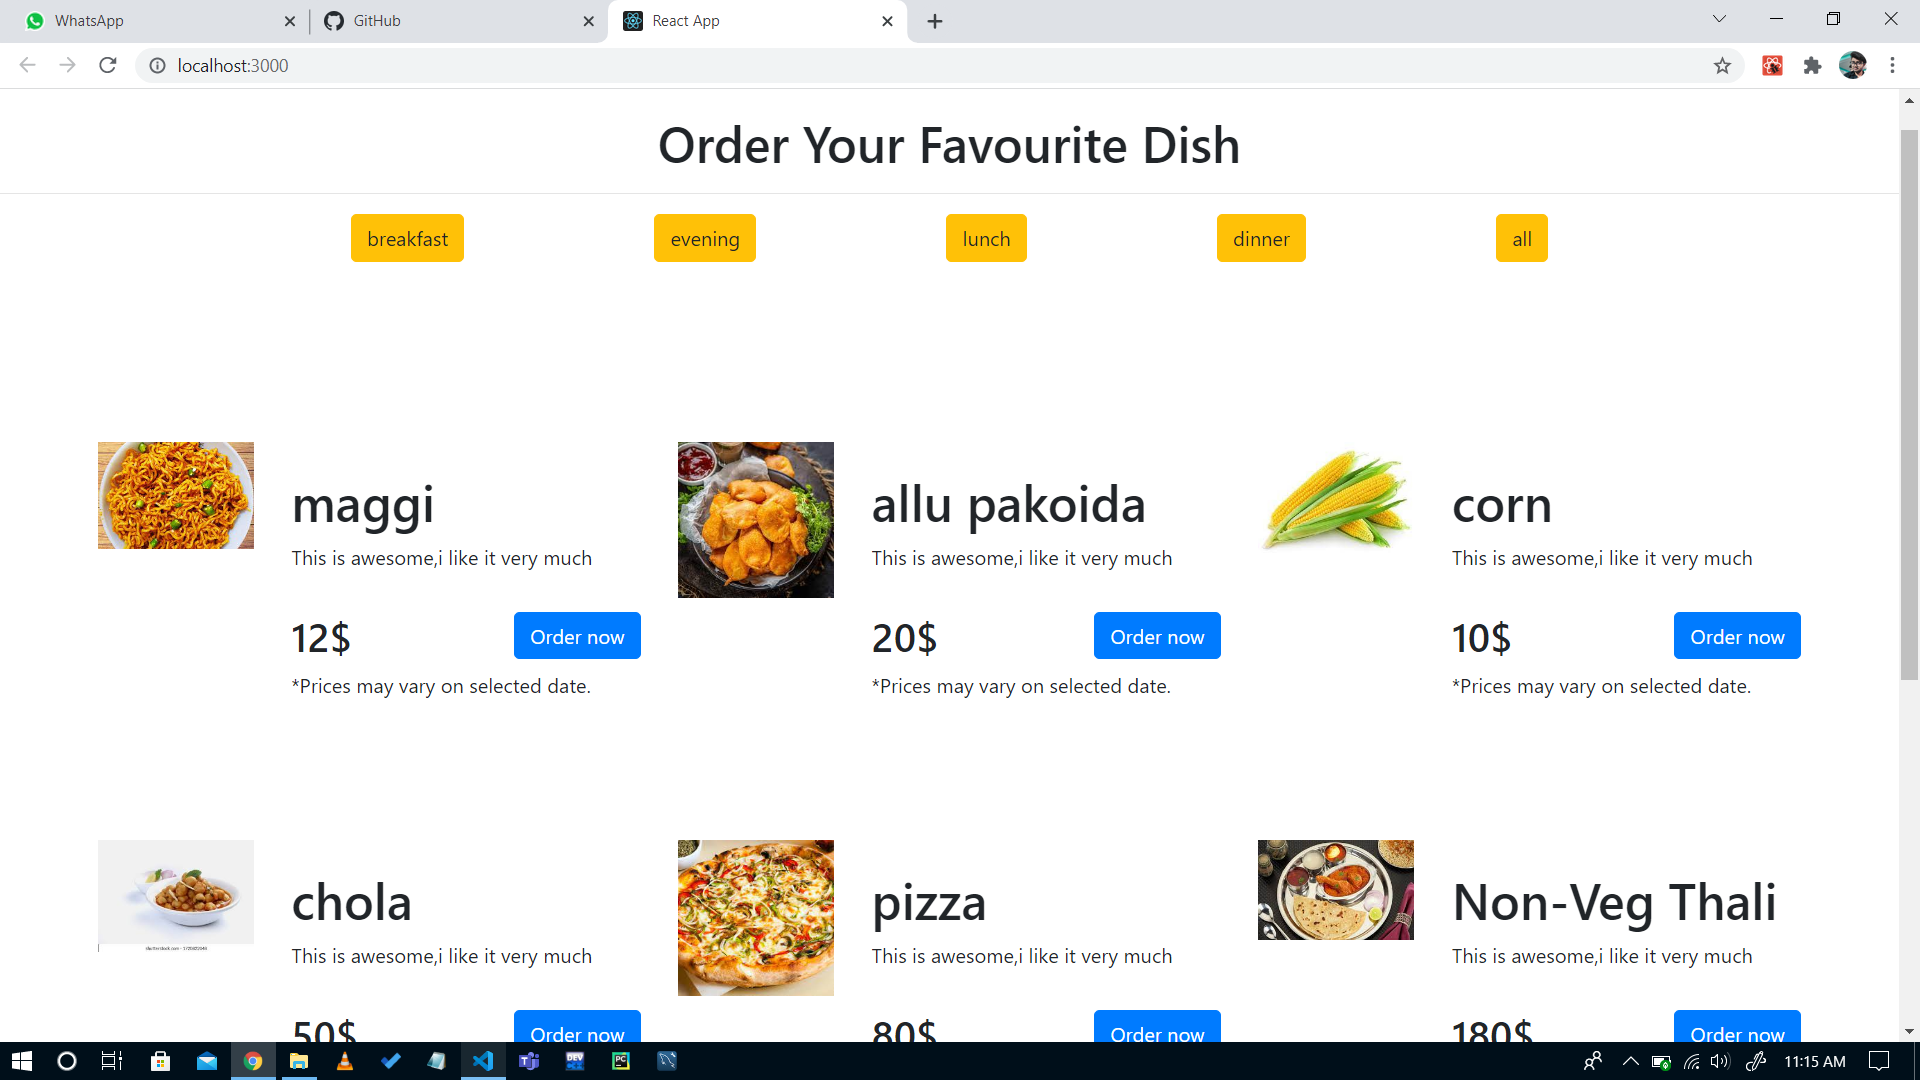 WhatsApp
GitHub
React App
localhost:3000
Order Your Favourite Dish
breakfast
evening
lunch
dinner
all
maggi
This is awesome,i like it very much
12$
Order now
*Prices may vary on selected date.
allu pakoida
This is awesome,i like it very much
20$
Order now
*Prices may vary on selected date.
corn
This is awesome,i like it very much
10$
Order now
*Prices may vary on selected date.
chola
This is awesome,i like it very much
50$
Order now
pizza
This is awesome,i like it very much
80$
Order now
Non-Veg Thali
This is awesome,i like it very much
180$
Order now
DEV
PC
11:15 AM